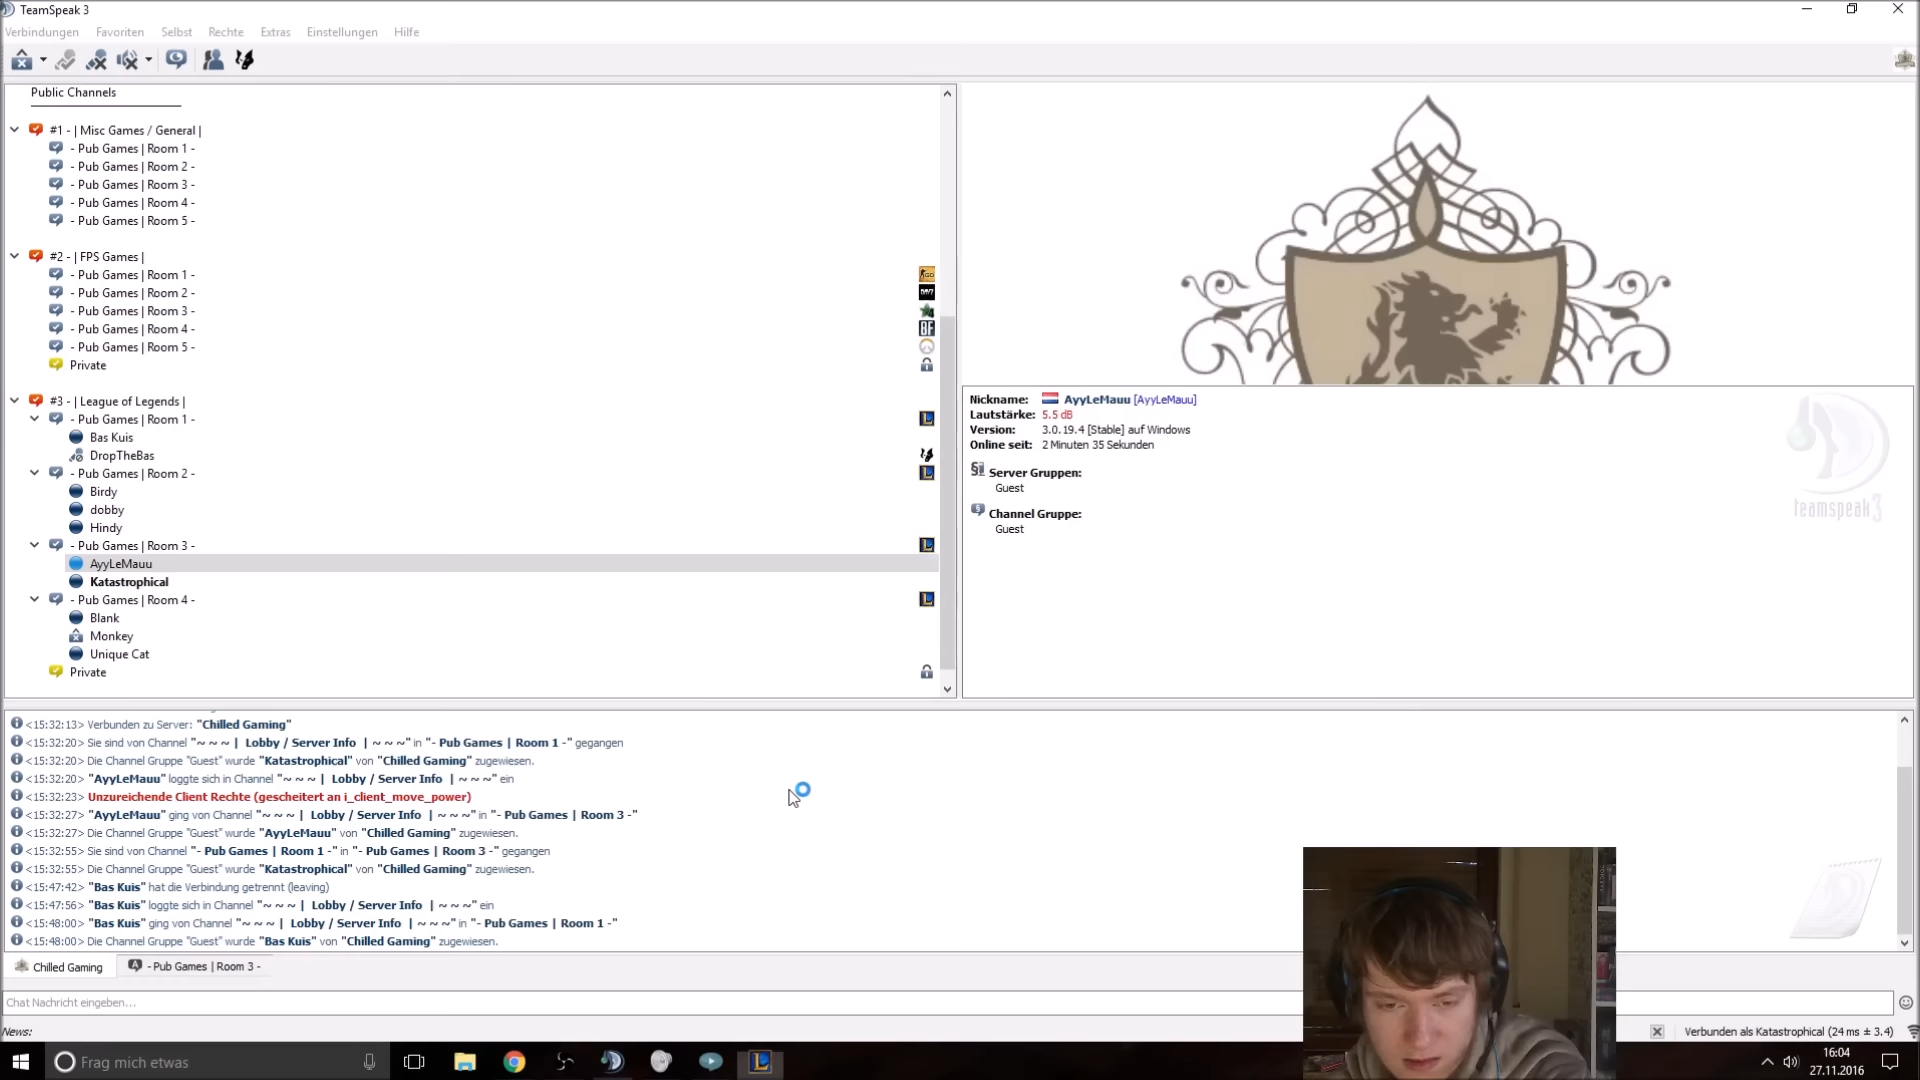 TeamSpeak 3
Verbindungen Favoriten Selbst Rechte Extras Einstellungen Hilfe
Public Channels
#1 - | Misc Games / General |
- Pub Games | Room 1 -
- Pub Games | Room 2 -
- Pub Games | Room 3 -
- Pub Games | Room 4 -
- Pub Games | Room 5 -
#2 - | FPS Games |
- Pub Games | Room 1 -
- Pub Games | Room 2 -
- Pub Games | Room 3 -
- Pub Games | Room 4 -
BF
- Pub Games | Room 5 -
Private
#3 - | League of Legends |
- Pub Games | Room 1 -
Bas Kuis
DropTheBas
- Pub Games | Room 2 -
Birdy
dobby
Hindy
- Pub Games | Room 3 -
AyyLeMauu
Katastrophical
- Pub Games | Room 4 -
Blank
Monkey
Unique Cat
Private
Nickname: AyyLeMauu [AyyLeMauu]
Lautstärke: 5.5 dB
Version: 3.0.19.4 [Stable] auf Windows
Online seit: 2 Minuten 35 Sekunden
Server Gruppen:
Guest
Channel Gruppe:
Guest
teamspeak3
<15:32:13> Verbunden zu Server: "Chilled Gaming"
<15:32:20> Sie sind von Channel "~ ~ ~ | Lobby / Server Info | ~ ~ ~" in "- Pub Games | Room 1 -" gegangen
<15:32:20> Die Channel Gruppe "Guest" wurde "Katastrophical" von "Chilled Gaming" zugewiesen.
<15:32:20> "AyyLeMauu" loggte sich in Channel "~ ~ ~ | Lobby / Server Info | ~ ~ ~" ein
<15:32:23> Unzureichende Client Rechte (gescheitert an i_client_move_power)
<15:32:27> "AyyLeMauu" ging von Channel "~ ~ ~ | Lobby / Server Info | ~ ~ ~" in "- Pub Games | Room 3 -"
<15:32:27> Die Channel Gruppe "Guest" wurde "AyyLeMauu" von "Chilled Gaming" zugewiesen.
<15:32:55> Sie sind von Channel "- Pub Games | Room 1 -" in "- Pub Games | Room 3 -" gegangen
<15:32:55> Die Channel Gruppe "Guest" wurde "Katastrophical" von "Chilled Gaming" zugewiesen.
<15:47:42> "Bas Kuis" hat die Verbindung getrennt (leaving)
<15:47:56> "Bas Kuis" loggte sich in Channel "~ ~ ~ | Lobby / Server Info | ~ ~ ~" ein
<15:48:00> "Bas Kuis" ging von Channel "~ ~ ~ | Lobby / Server Info | ~ ~ ~" in "- Pub Games | Room 1 -"
<15:48:00> Die Channel Gruppe "Guest" wurde "Bas Kuis" von "Chilled Gaming" zugewiesen.
Chilled Gaming - Pub Games | Room 3 -
Chat Nachricht eingeben...
News:
Verbunden als Katastrophical (24 ms ± 3.4)
Frag mich etwas
16:04
27.11.2016